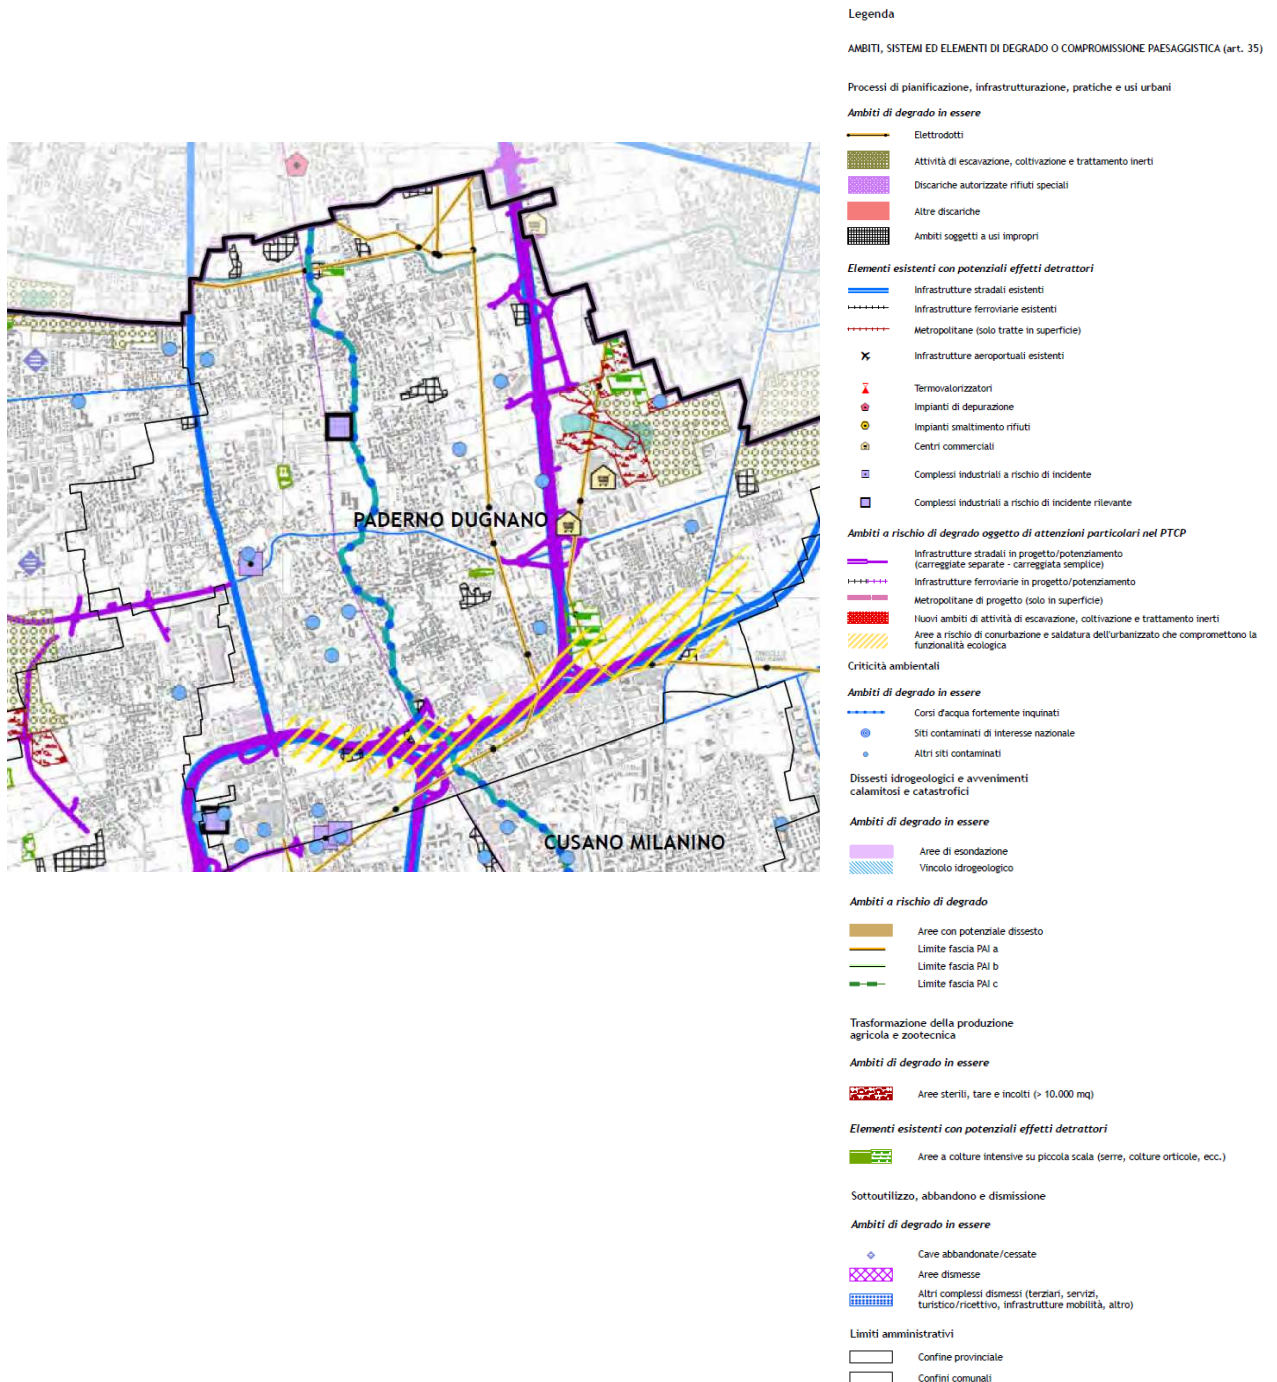 Legenda
AMBITI, SISTEMI ED ELEMENTI DI DEGRADO O COMPROMISSIONE PAESAGGISTICA (art. 35)
Processi di pianificazione, infrastrutturazione, pratiche e usi urbani
Ambiti di degrado in essere
Elettrodotti
Attività di escavazione, coltivazione e trattamento inerti
Discariche autorizzate rifiuti speciali
Altre discariche
Ambiti soggetti a usi impropri
Elementi esistenti con potenziali effetti detrattori
Infrastrutture stradali esistenti
Infrastrutture ferroviarie esistenti
Metropolitane (solo tratte in superficie)
Infrastrutture aeroportuali esistenti
Termovalorizzatori
Impianti di depurazione
Impianti smaltimento rifiuti
Centri commerciali
Complessi industriali a rischio di incidente
Complessi industriali a rischio di incidente rilevante
Ambiti a rischio di degrado oggetto di attenzioni particolari nel PTCP
Infrastrutture stradali in progetto/potenziamento
(carreggiate separate - carreggiata semplice)
Infrastrutture ferroviarie in progetto/potenziamento
Metropolitane di progetto (solo in superficie)
Nuovi ambiti di attività di escavazione, coltivazione e trattamento inerti
Aree a rischio di conurbazione e saldatura dell'urbanizzato che compromettono la
funzionalità ecologica
Criticità ambientali
Ambiti di degrado in essere
Corsi d'acqua fortemente inquinati
Siti contaminati di interesse nazionale
Altri siti contaminati
Dissesti idrogeologici e avvenimenti
calamitosi e catastrofici
Ambiti di degrado in essere
Aree di esondazione
Vincolo idrogeologico
Ambiti a rischio di degrado
Aree con potenziale dissesto
Limite fascia PAI a
Limite fascia PAI b
Limite fascia PAI c
Trasformazione della produzione
agricola e zootecnica
Ambiti di degrado in essere
Aree sterili, tare e incolti (> 10.000 mq)
Elementi esistenti con potenziali effetti detrattori
Aree a colture intensive su piccola scala (serre, colture orticole, ecc.)
Sottoutilizzo, abbandono e dismissione
Ambiti di degrado in essere
Cave abbandonate/cessate
Aree dismesse
Altri complessi dismessi (terziari, servizi,
turistico/ricettivo, infrastrutture mobilità, altro)
Limiti amministrativi
Confine provinciale
Confini comunali
PADERNO DUGNANO
CUSANO MILANINO